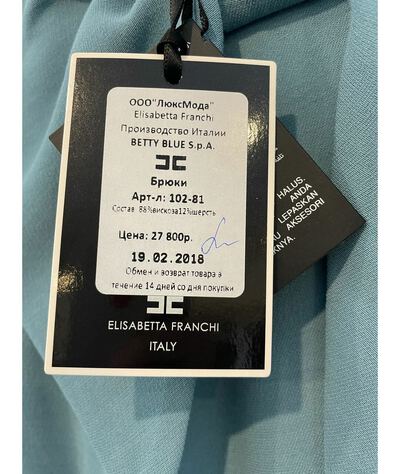 ООО"ЛюксМода"
Elisabetta Franchi
Производство Италии
BETTY BLUE S.p.A.
Брюки
Арт-л: 102-81
Состав: 88%вискоза12%шерсть
Цена: 27 800р.
19.02.2018
Обмен и возврат товара в
течение 14 дней со дня покупки
ELISABETTA FRANCHI
ITALY
HALUS.
ANDA
LEPASKAN
AKSESORI